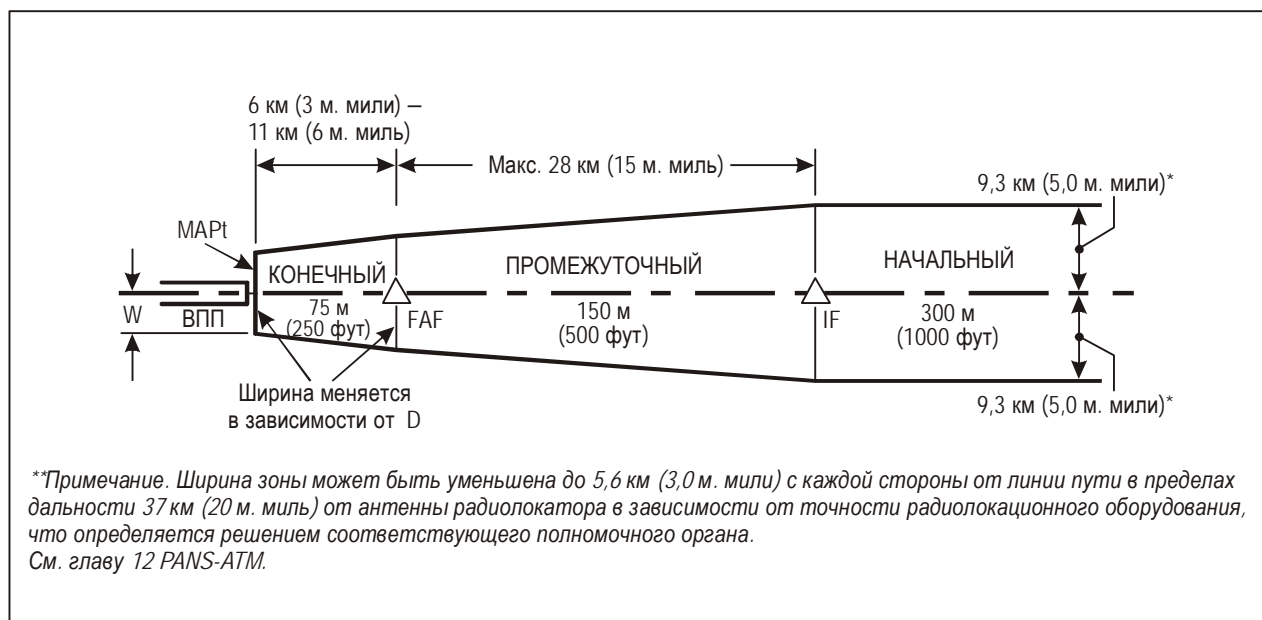 6 км (3 м. мили) –
11 км (6 м. миль)
Макс. 28 км (15 м. миль)
9,3 км (5,0 м. мили)*
MAPt
КОНЕЧНЫЙ
ПРОМЕЖУТОЧНЫЙ
НАЧАЛЬНЫЙ
W
ВПП
75 м
(250 фут)
FAF
150 м
(500 фут)
IF
300 м
(1000 фут)
Ширина меняется
в зависимости от D
9,3 км (5,0 м. мили)*
**Примечание. Ширина зоны может быть уменьшена до 5,6 км (3,0 м. мили) с каждой стороны от линии пути в пределах
дальности 37 км (20 м. миль) от антенны радиолокатора в зависимости от точности радиолокационного оборудования,
что определяется решением соответствующего полномочного органа.
См. главу 12 PANS-ATM.